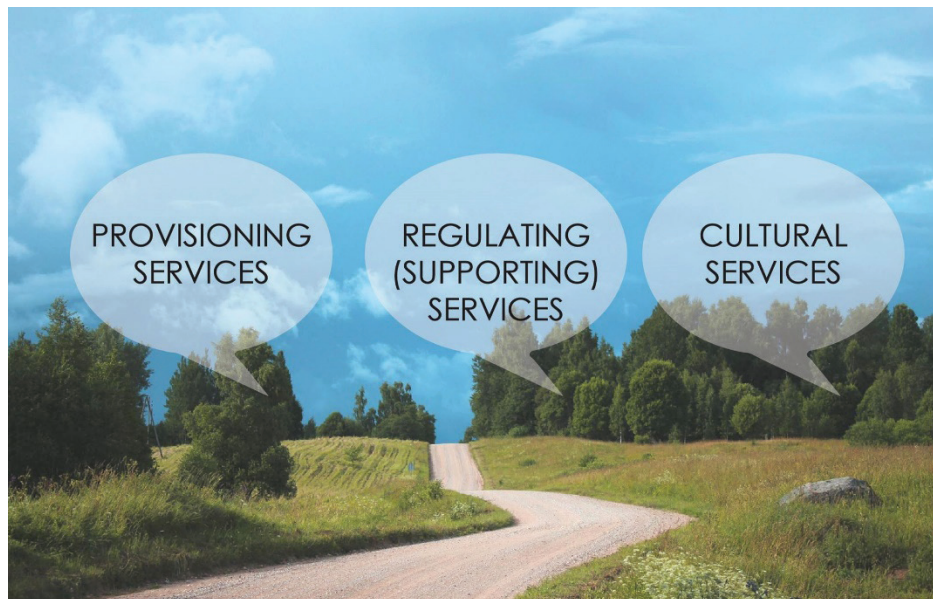 PROVISIONING
SERVICES
REGULATING
(SUPPORTING)
SERVICES
CULTURAL
SERVICES